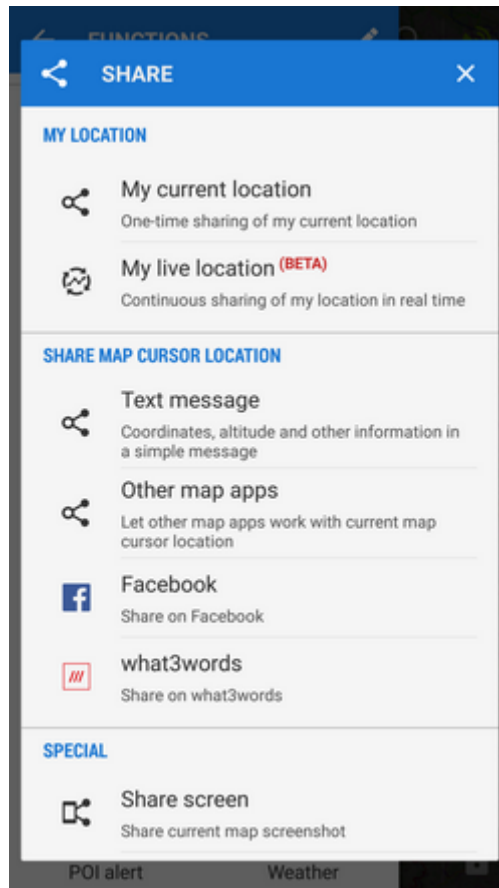 FUNCTIONS
SHARE
MY LOCATION
My current location
One-time sharing of my current location
My live location (BETA)
Continuous sharing of my location in real time
SHARE MAP CURSOR LOCATION
Text message
Coordinates, altitude and other information in
a simple message
Other map apps
Let other map apps work with current map
cursor location
Facebook
Share on Facebook
what3words
Share on what3words
SPECIAL
Share screen
Share current map screenshot
POI alert Weather